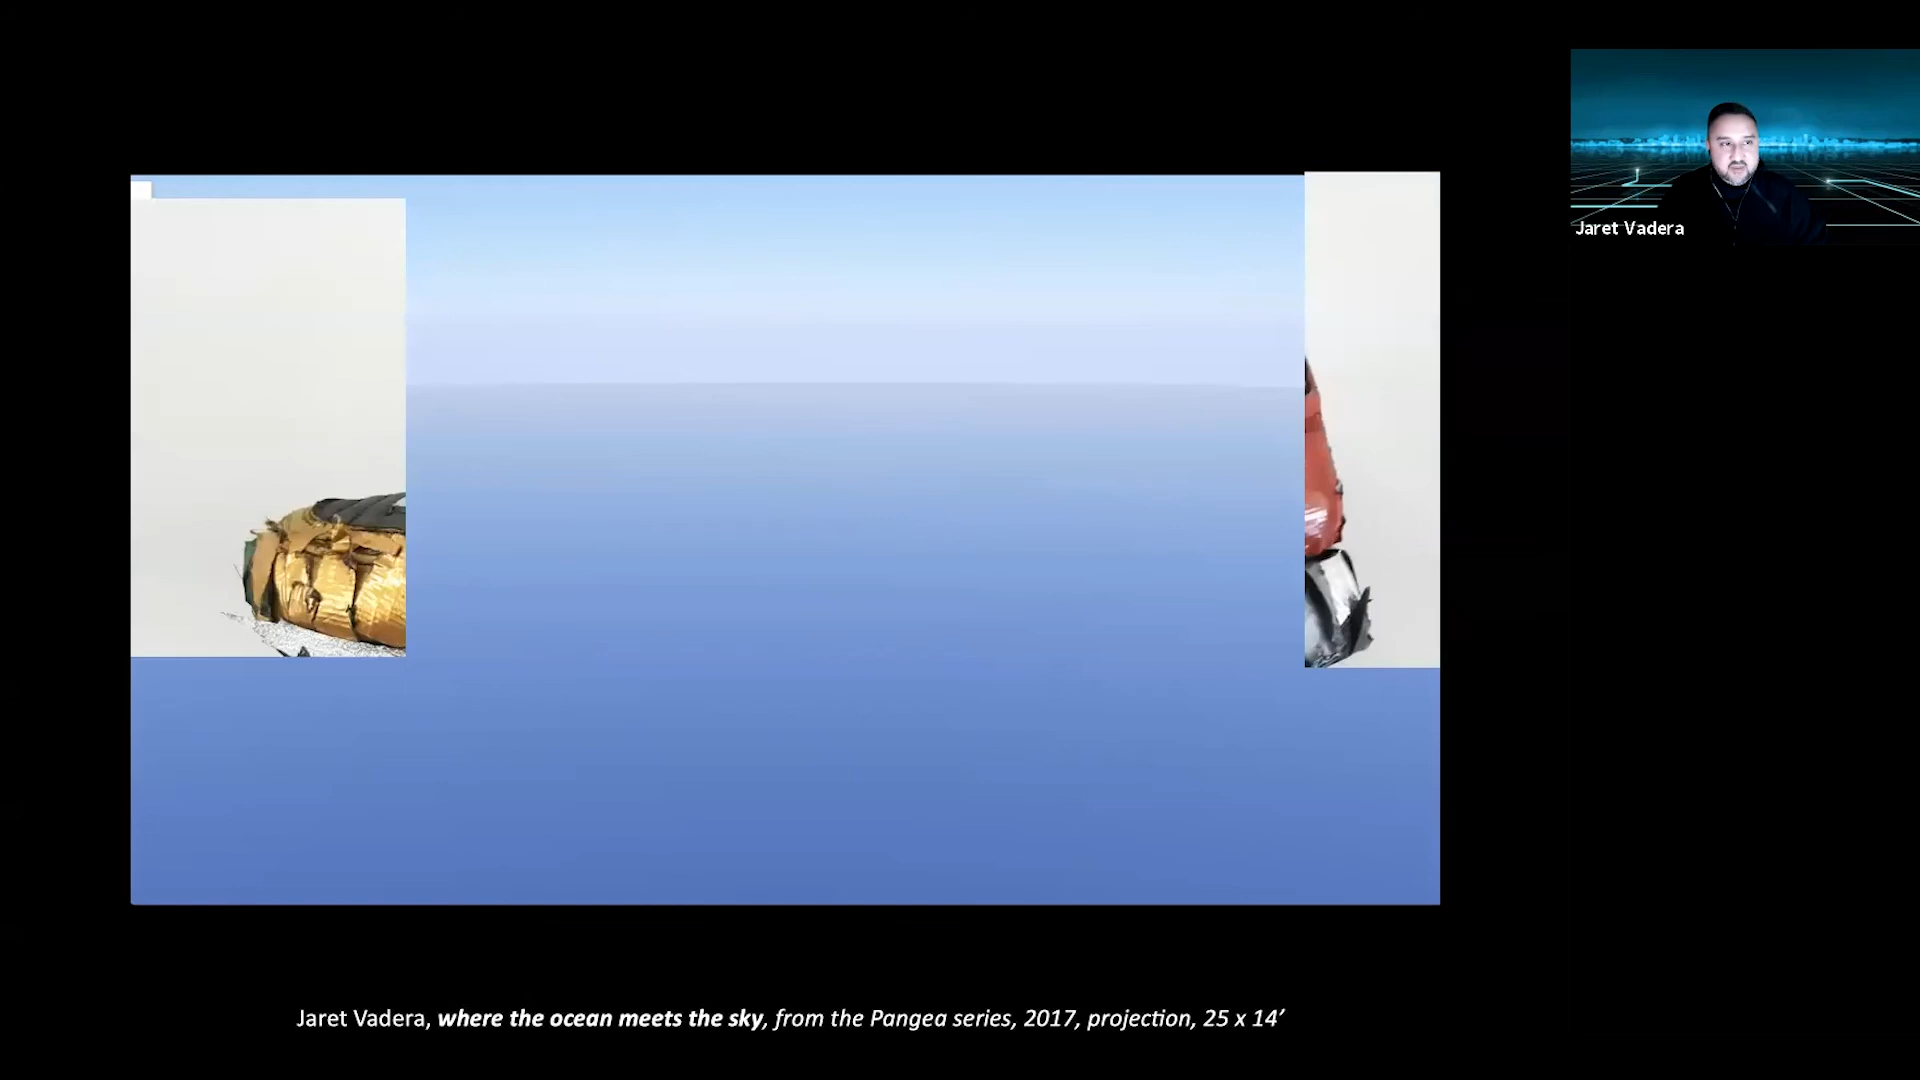 Jaret Vadera
Jaret Vadera, where the ocean meets the sky, from the Pangea series, 2017, projection, 25 x 14’